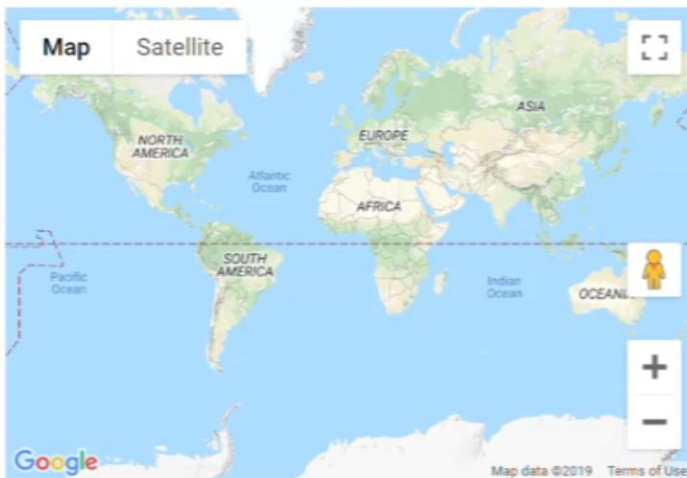 Map Satellite
ASIA
NORTH
AMERICA
EUROPE
Atlantic
Ocean
AFRICA
SOUTH
AMERICA
Pacific
Ocean
Indian
Ocean
OCEANI
Google
Map data ©2019 Terms of Use